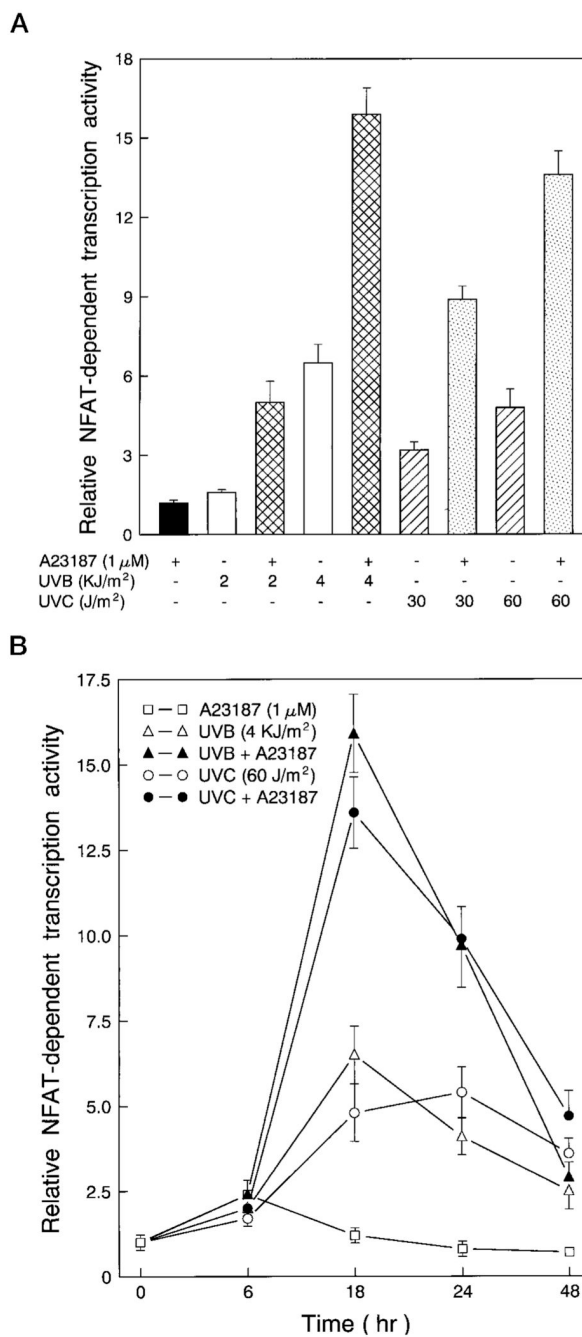 A
Relative NFAT-dependent transcription activity
18
15
12
9
6
3
0
A23187 (1 µM) + - + - + - + - +
UVB (KJ/m²) - 2 2 4 4 - - - -
UVC (J/m²) - - - - - 30 30 60 60
B
Relative NFAT-dependent transcription activity
17.5
15.0
12.5
10.0
7.5
5.0
2.5
0
A23187 (1 µM)
UVB (4 KJ/m²)
UVB + A23187
UVC (60 J/m²)
UVC + A23187
0 6 18 24 48
Time ( hr )